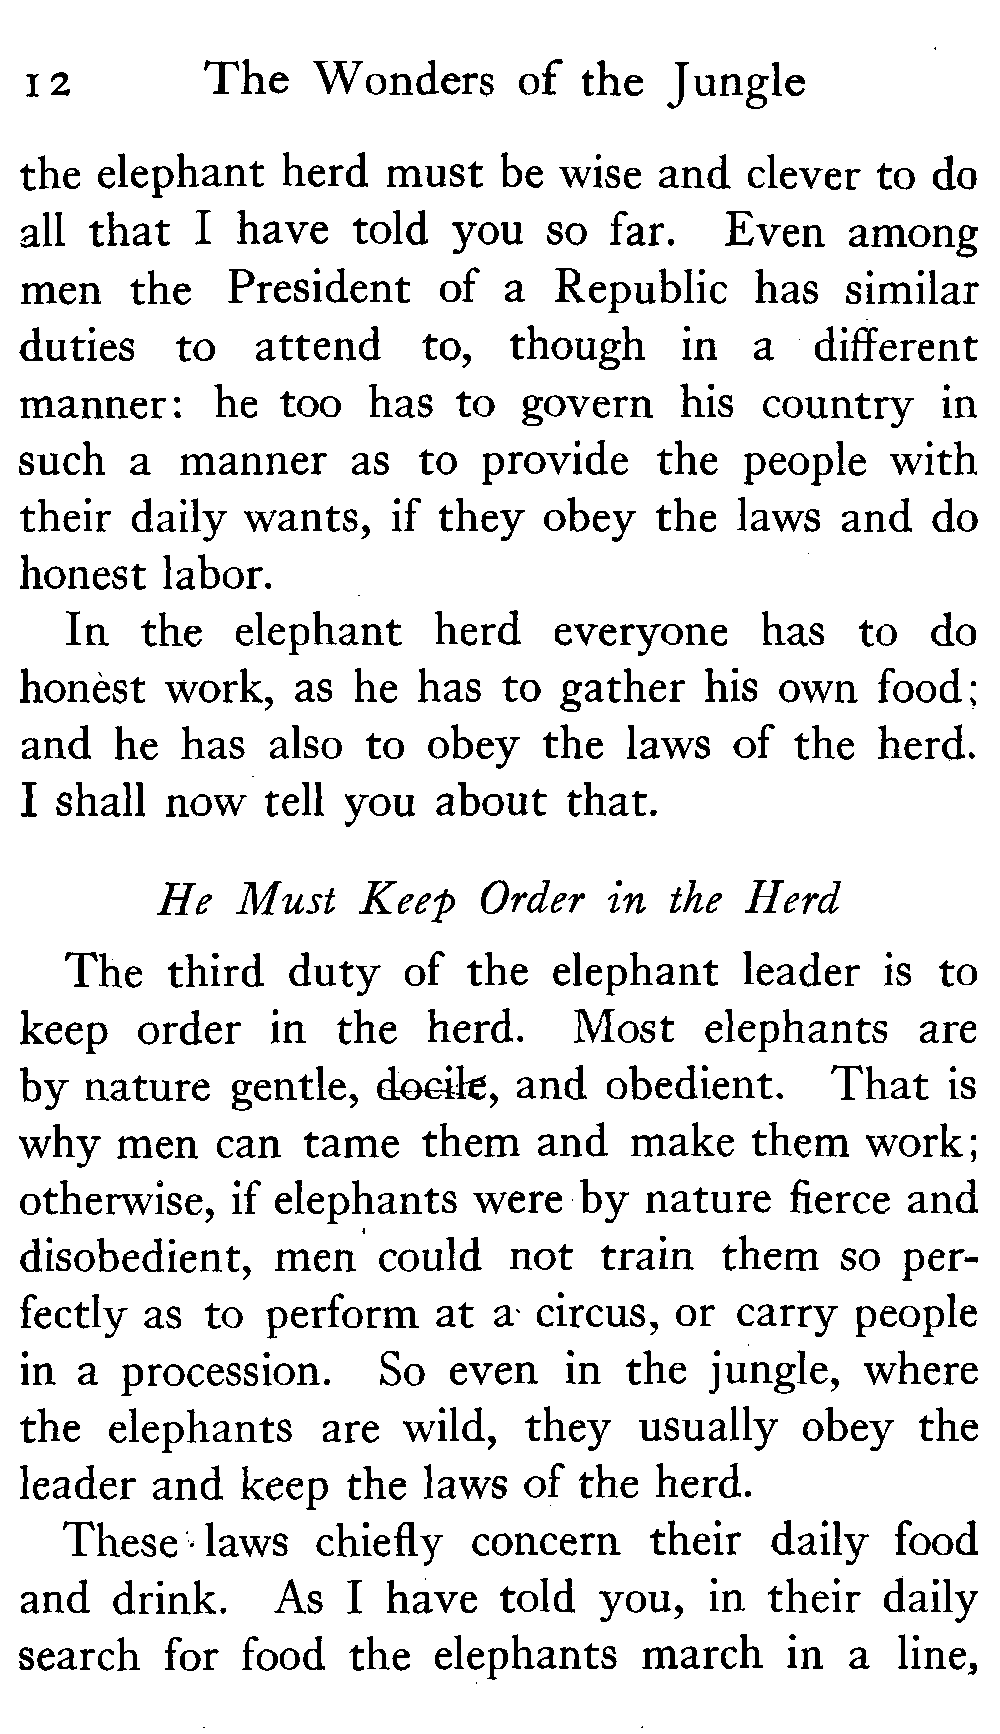 12 The Wonders of the Jungle
the elephant herd must be wise and clever to do
all that I have told you so far. Even among
men the President of a Republic has similar
duties to attend to, though in a different
manner: he too has to govern his country in
such a manner as to provide the people with
their daily wants, if they obey the laws and do
honest labor.
In the elephant herd everyone has to do
honest work, as he has to gather his own food;
and he has also to obey the laws of the herd.
I shall now tell you about that.
He Must Keep Order in the Herd
The third duty of the elephant leader is to
keep order in the herd. Most elephants are
by nature gentle, docile, and obedient. That is
why men can tame them and make them work;
otherwise, if elephants were by nature fierce and
disobedient, men could not train them so per-
fectly as to perform at a circus, or carry people
in a procession. So even in the jungle, where
the elephants are wild, they usually obey the
leader and keep the laws of the herd.
These laws chiefly concern their daily food
and drink. As I have told you, in their daily
search for food the elephants march in a line,